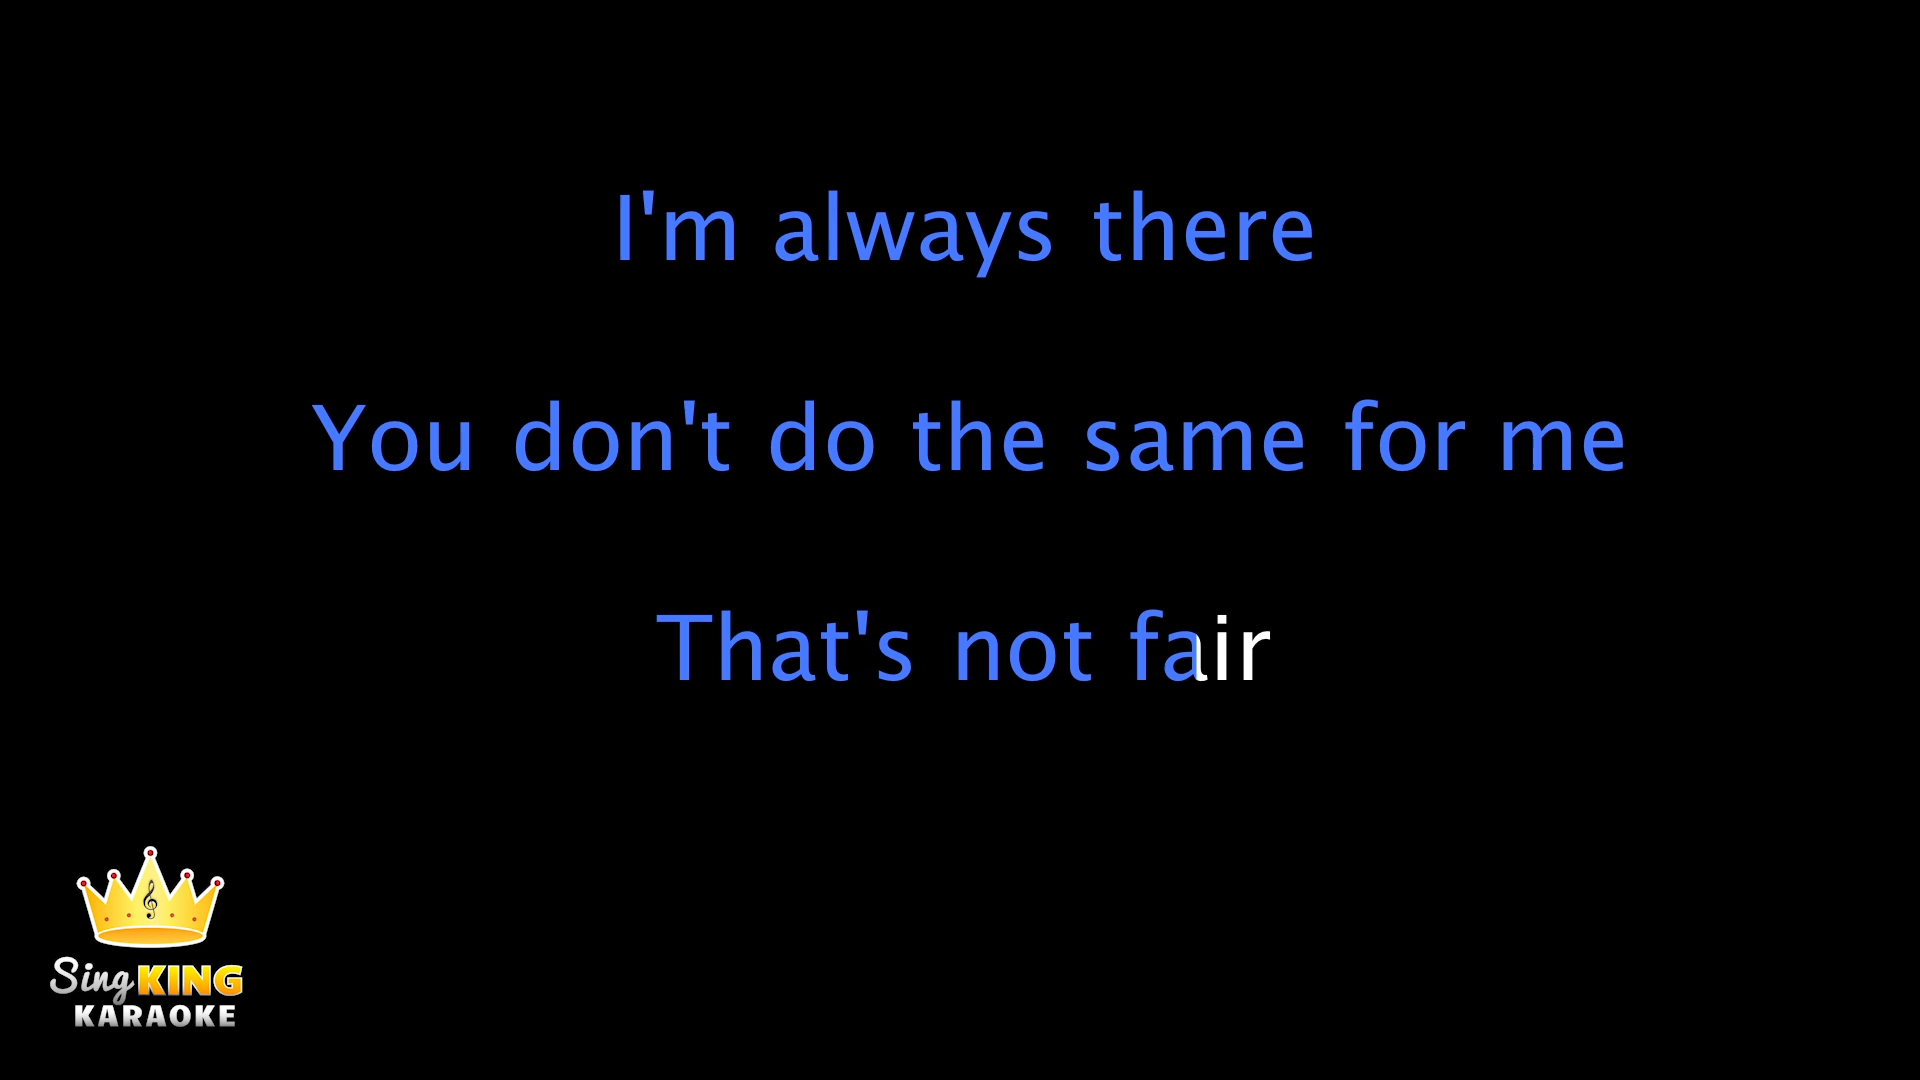 I'm always there
You don't do the same for me
That's not fair
Sing KING
KARAOKE